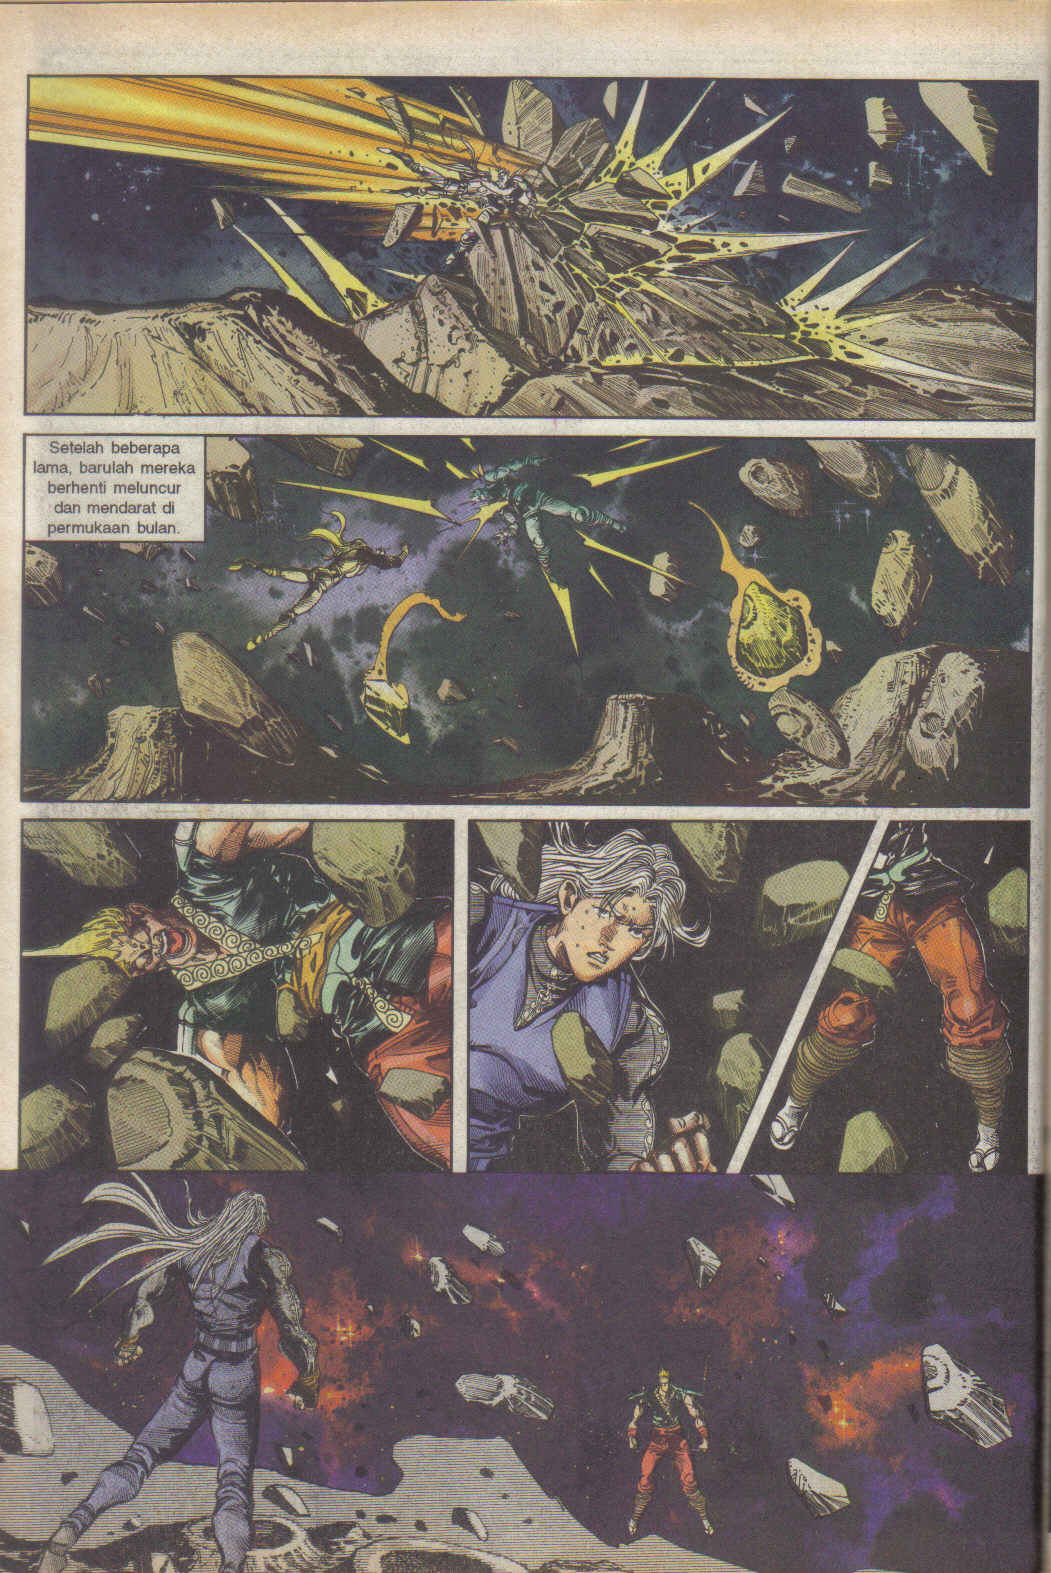 Setelah beberapa
lama, barulah mereka
berhenti meluncur
dan mendarat di
permukaan bulan.